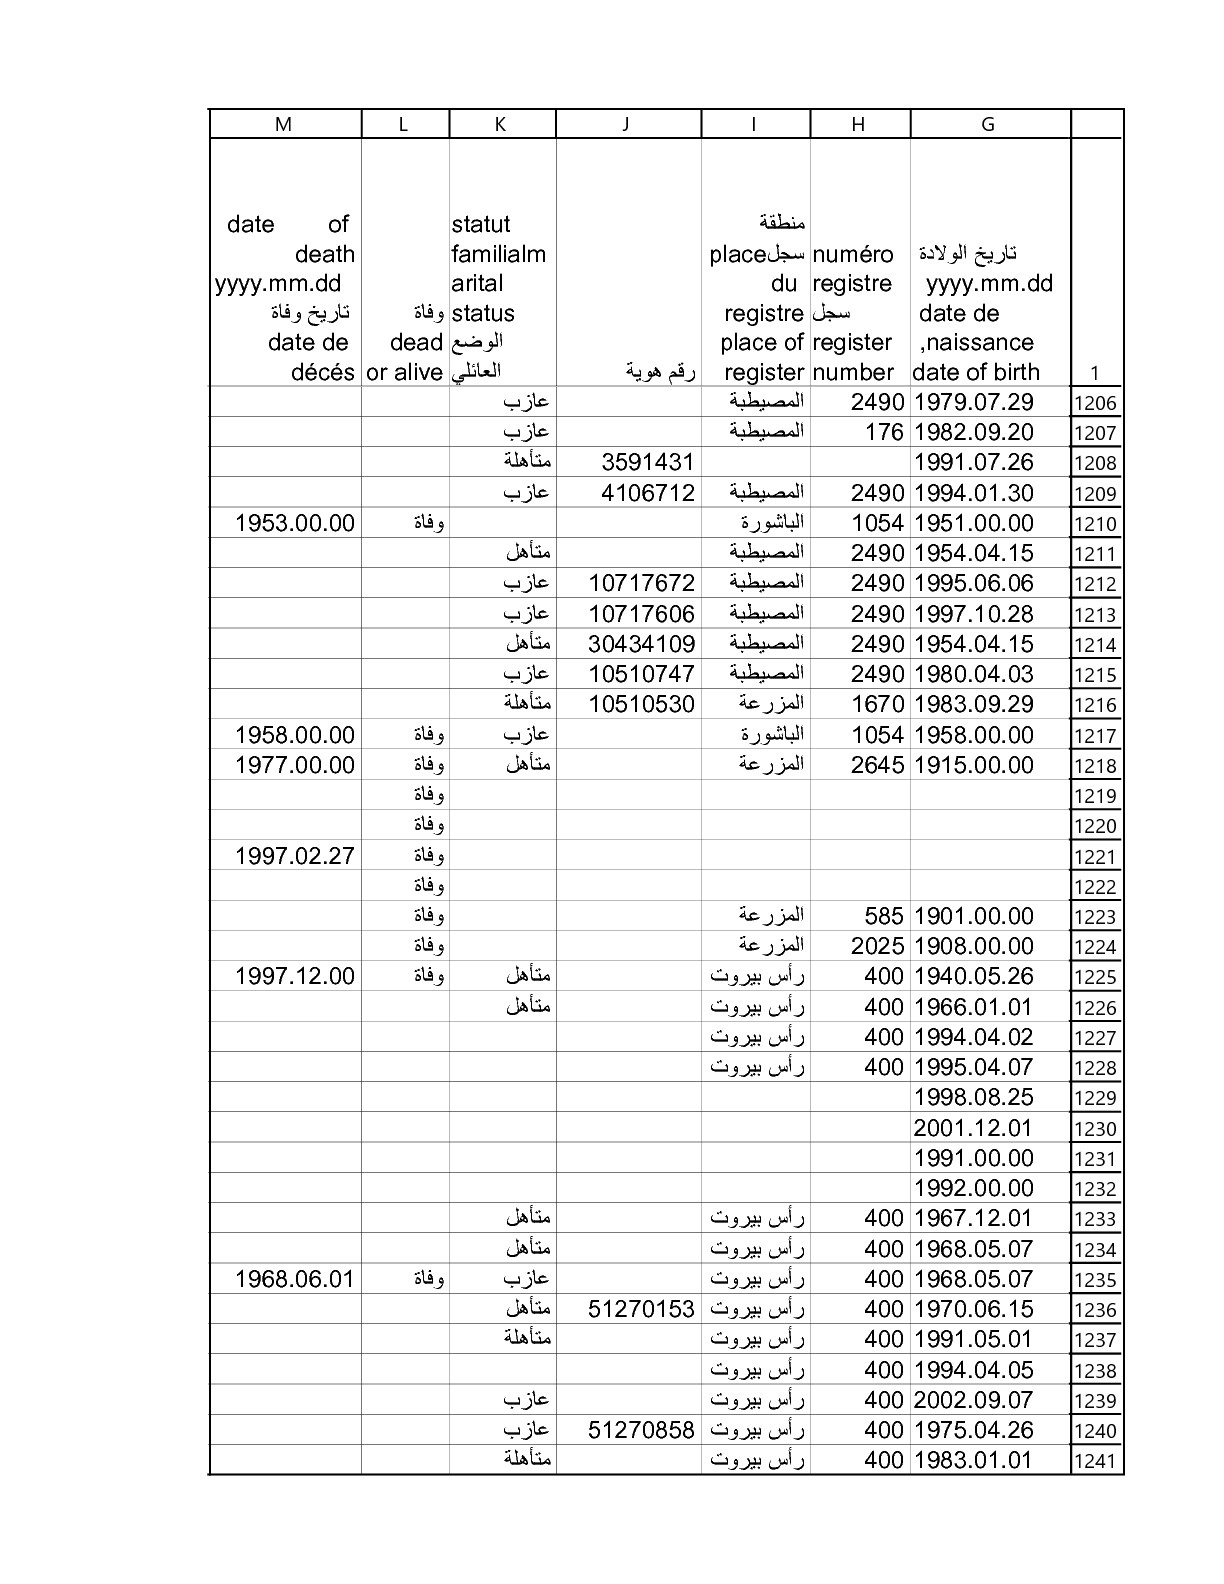 M L K J I H G
date of death yyyy.mm.dd تاريخ وفاة date de décés
وفاة dead or alive
statut familialm arital status الوضع العائلي
رقم هوية
منطقة سجلplace du registre place of register
numéro registre سجل register number
تاريخ الولادة yyyy.mm.dd date de ,naissance date of birth
1
عازب المصيطبة 2490 1979.07.29 1206
عازب المصيطبة 176 1982.09.20 1207
متأهلة 3591431 1991.07.26 1208
عازب 4106712 المصيطبة 2490 1994.01.30 1209
1953.00.00 وفاة الباشورة 1054 1951.00.00 1210
متأهل المصيطبة 2490 1954.04.15 1211
عازب 10717672 المصيطبة 2490 1995.06.06 1212
عازب 10717606 المصيطبة 2490 1997.10.28 1213
متأهل 30434109 المصيطبة 2490 1954.04.15 1214
عازب 10510747 المصيطبة 2490 1980.04.03 1215
متأهلة 10510530 المزرعة 1670 1983.09.29 1216
1958.00.00 وفاة عازب الباشورة 1054 1958.00.00 1217
1977.00.00 وفاة متأهل المزرعة 2645 1915.00.00 1218
وفاة 1219
وفاة 1220
1997.02.27 وفاة 1221
وفاة 1222
وفاة المزرعة 585 1901.00.00 1223
وفاة المزرعة 2025 1908.00.00 1224
1997.12.00 وفاة متأهل رأس بيروت 400 1940.05.26 1225
متأهل رأس بيروت 400 1966.01.01 1226
رأس بيروت 400 1994.04.02 1227
رأس بيروت 400 1995.04.07 1228
1998.08.25 1229
2001.12.01 1230
1991.00.00 1231
1992.00.00 1232
متأهل رأس بيروت 400 1967.12.01 1233
متأهل رأس بيروت 400 1968.05.07 1234
1968.06.01 وفاة عازب رأس بيروت 400 1968.05.07 1235
متأهل 51270153 رأس بيروت 400 1970.06.15 1236
متأهلة رأس بيروت 400 1991.05.01 1237
رأس بيروت 400 1994.04.05 1238
عازب رأس بيروت 400 2002.09.07 1239
عازب 51270858 رأس بيروت 400 1975.04.26 1240
متأهلة رأس بيروت 400 1983.01.01 1241